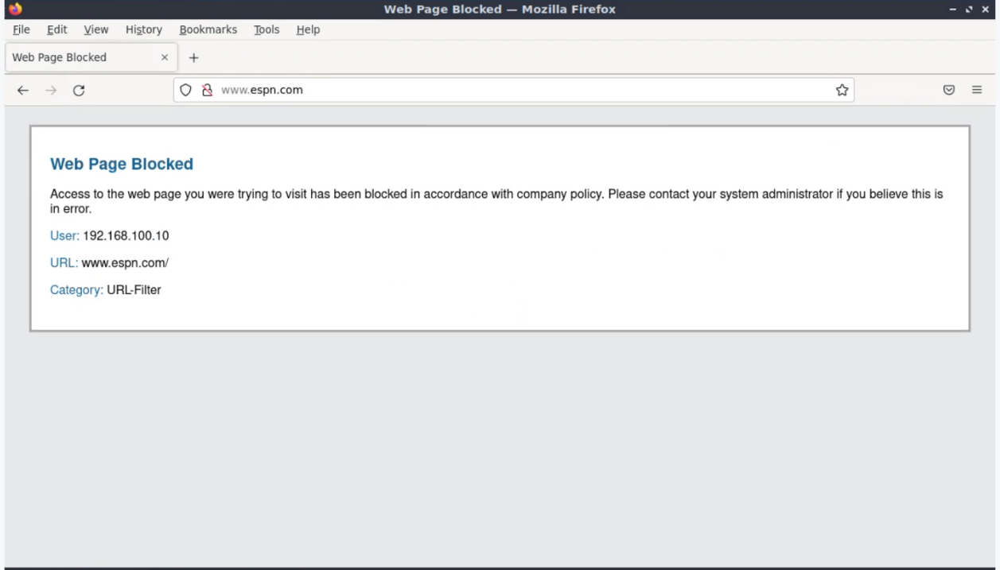 Web Page Blocked — Mozilla Firefox
File Edit View History Bookmarks Tools Help
Web Page Blocked
www.espn.com
Web Page Blocked
Access to the web page you were trying to visit has been blocked in accordance with company policy. Please contact your system administrator if you believe this is
in error.
User: 192.168.100.10
URL: www.espn.com/
Category: URL-Filter